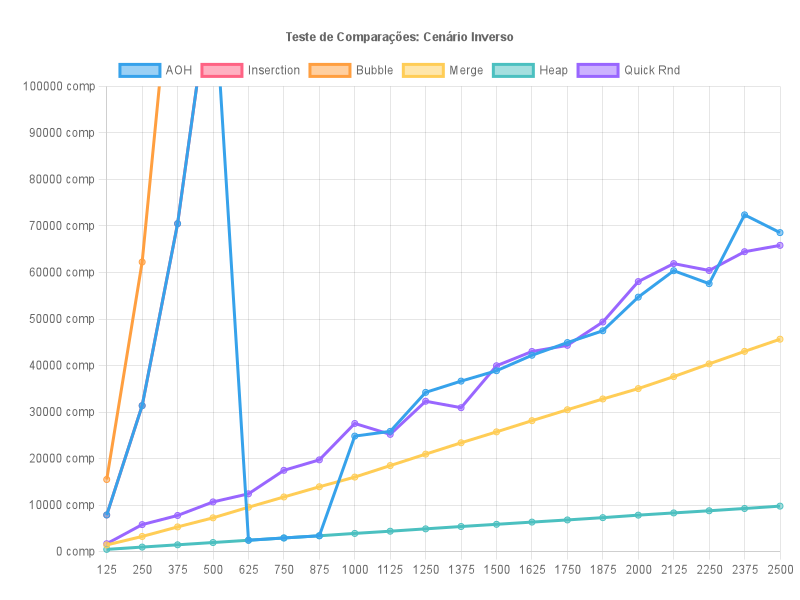 Teste de Comparações: Cenário Inverso
AOH Inserction Bubble Merge Heap Quick Rnd
100000 comp
90000 comp
80000 comp
70000 comp
60000 comp
50000 comp
40000 comp
30000 comp
20000 comp
10000 comp
0 comp
125 250 375 500 625 750 875 1000 1125 1250 1375 1500 1625 1750 1875 2000 2125 2250 2375 2500